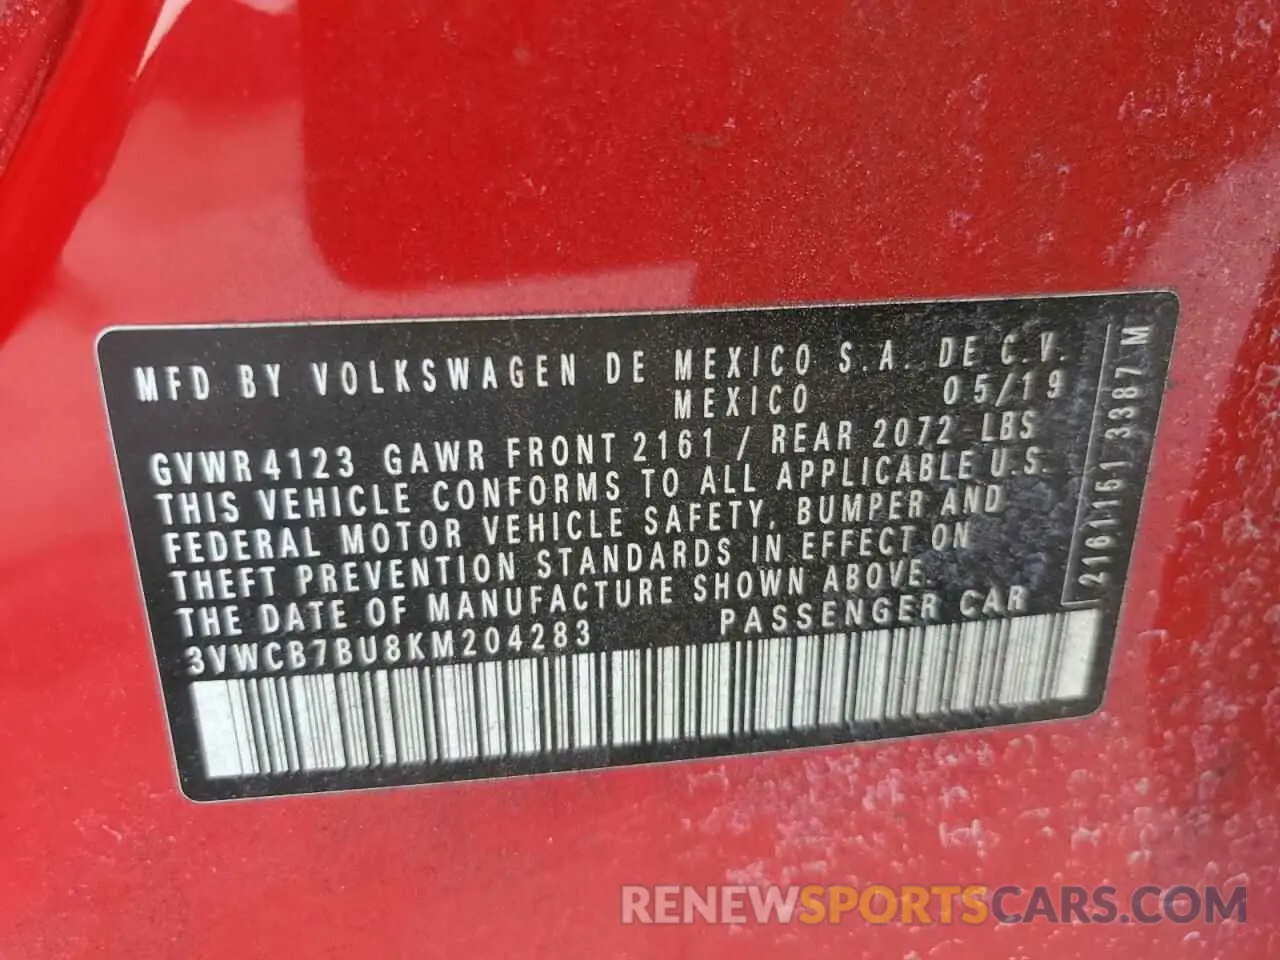 MFD BY VOLKSWAGEN DE MEXICO S.A. DE C.V.
MEXICO 05/19
GVWR 4123 GAWR FRONT 2161 / REAR 2072 LBS
THIS VEHICLE CONFORMS TO ALL APPLICABLE U.S.
FEDERAL MOTOR VEHICLE SAFETY, BUMPER AND
THEFT PREVENTION STANDARDS IN EFFECT ON
THE DATE OF MANUFACTURE SHOWN ABOVE.
3VWCB7BU8KM204283 PASSENGER CAR
21611613387 M
RENEWSPORTSCARS.COM